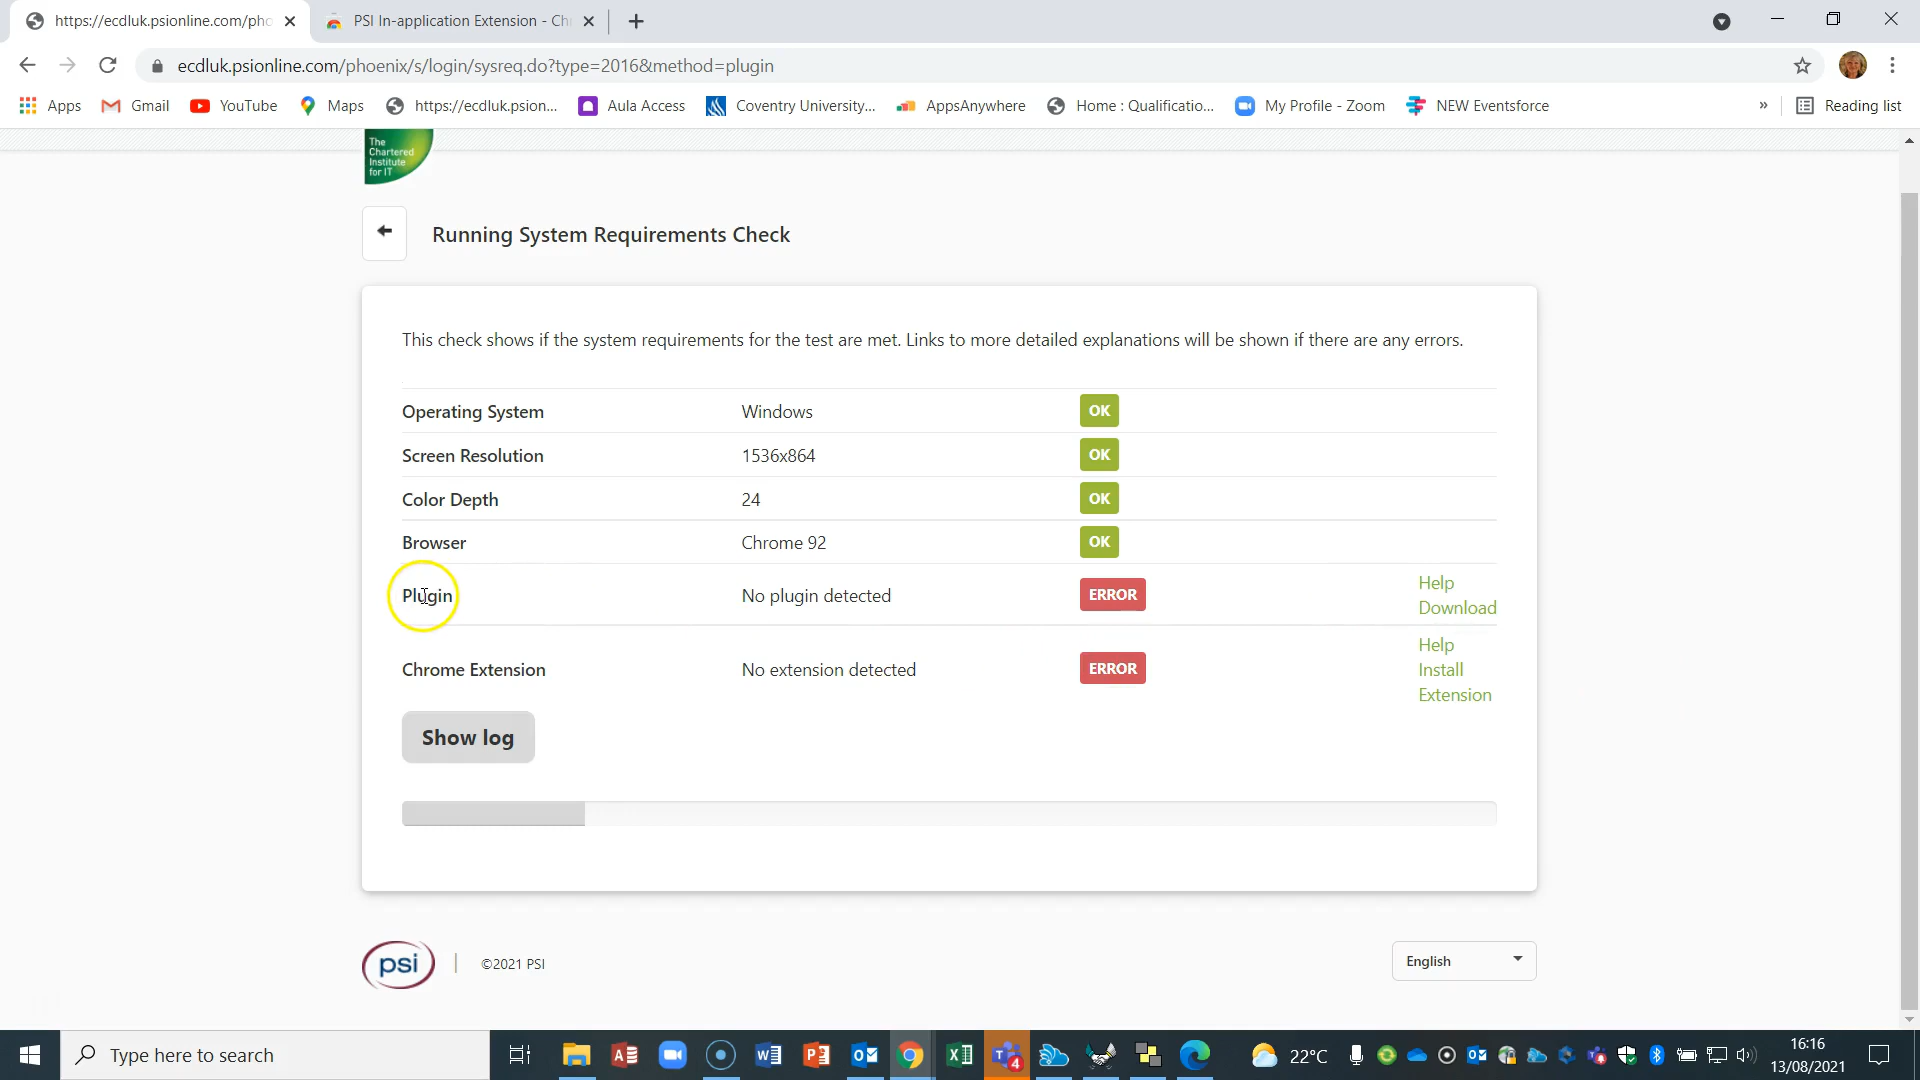 https://ecdluk.psionline.com/pho
PSI In-application Extension - Ch
ecdluk.psionline.com/phoenix/s/login/sysreq.do?type=2016&method=plugin
Apps
Gmail
YouTube
Maps
https://ecdluk.psion...
Aula Access
Coventry University...
AppsAnywhere
Home : Qualificatio...
My Profile - Zoom
NEW Eventsforce
»
Reading list
The
Chartered
Institute
for IT
Running System Requirements Check
This check shows if the system requirements for the test are met. Links to more detailed explanations will be shown if there are any errors.
Operating System Windows OK
Screen Resolution 1536x864 OK
Color Depth 24 OK
Browser Chrome 92 OK
Plugin No plugin detected ERROR
Help
Download
Chrome Extension No extension detected ERROR
Help
Install
Extension
Show log
psi
©2021 PSI
English
Type here to search
4
22°C
16:16
13/08/2021